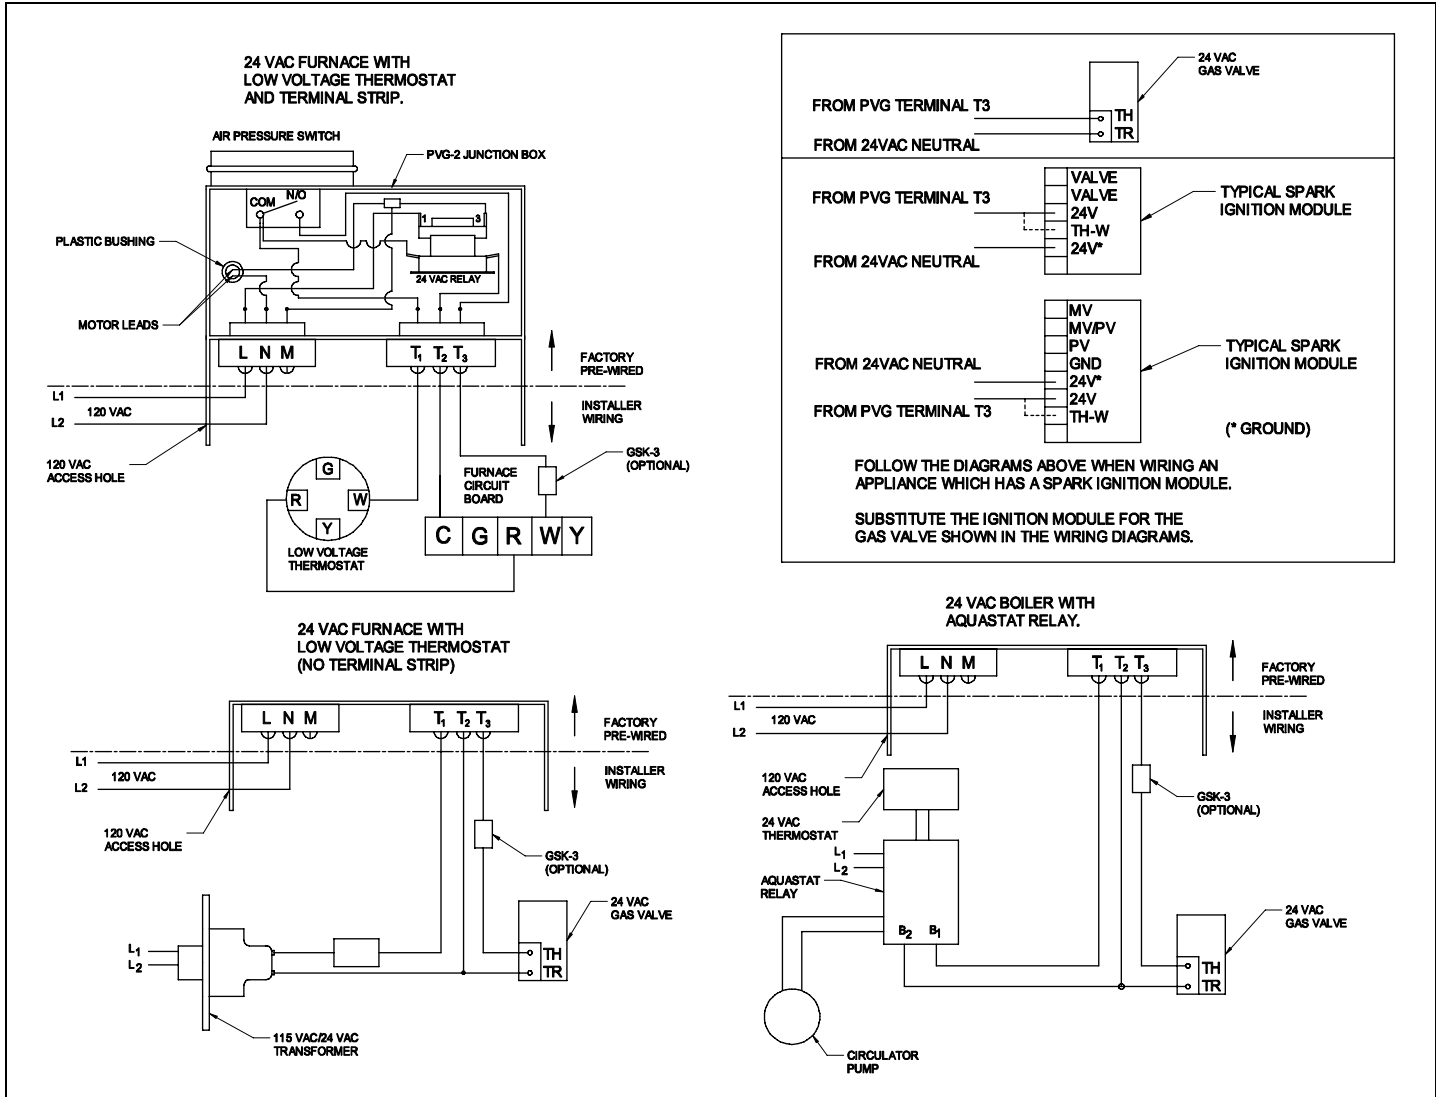 24 VAC FURNACE WITH
LOW VOLTAGE THERMOSTAT
AND TERMINAL STRIP.
AIR PRESSURE SWITCH
PVG-2 JUNCTION BOX
COM
N/O
1
3
PLASTIC BUSHING
24 VAC RELAY
MOTOR LEADS
L N M
T1 T2 T3
FACTORY
PRE-WIRED
L1
120 VAC
L2
INSTALLER
WIRING
120 VAC
ACCESS HOLE
GSK-3
(OPTIONAL)
FURNACE
CIRCUIT
BOARD
G
R
W
Y
C G R W Y
LOW VOLTAGE
THERMOSTAT
24 VAC
GAS VALVE
FROM PVG TERMINAL T3
TH
TR
FROM 24VAC NEUTRAL
FROM PVG TERMINAL T3
VALVE
VALVE
24V
TH-W
24V*
TYPICAL SPARK
IGNITION MODULE
FROM 24VAC NEUTRAL
MV
MV/PV
PV
GND
24V*
24V
TH-W
TYPICAL SPARK
IGNITION MODULE
FROM 24VAC NEUTRAL
FROM PVG TERMINAL T3
(* GROUND)
FOLLOW THE DIAGRAMS ABOVE WHEN WIRING AN
APPLIANCE WHICH HAS A SPARK IGNITION MODULE.
SUBSTITUTE THE IGNITION MODULE FOR THE
GAS VALVE SHOWN IN THE WIRING DIAGRAMS.
24 VAC FURNACE WITH
LOW VOLTAGE THERMOSTAT
(NO TERMINAL STRIP)
L N M
T1 T2 T3
FACTORY
PRE-WIRED
L1
120 VAC
L2
INSTALLER
WIRING
120 VAC
ACCESS HOLE
GSK-3
(OPTIONAL)
24 VAC
GAS VALVE
L1
L2
TH
TR
115 VAC/24 VAC
TRANSFORMER
24 VAC BOILER WITH
AQUASTAT RELAY.
L N M
T1 T2 T3
FACTORY
PRE-WIRED
L1
120 VAC
L2
INSTALLER
WIRING
120 VAC
ACCESS HOLE
GSK-3
(OPTIONAL)
24 VAC
THERMOSTAT
L1
L2
AQUASTAT
RELAY
B2 B1
24 VAC
GAS VALVE
TH
TR
CIRCULATOR
PUMP